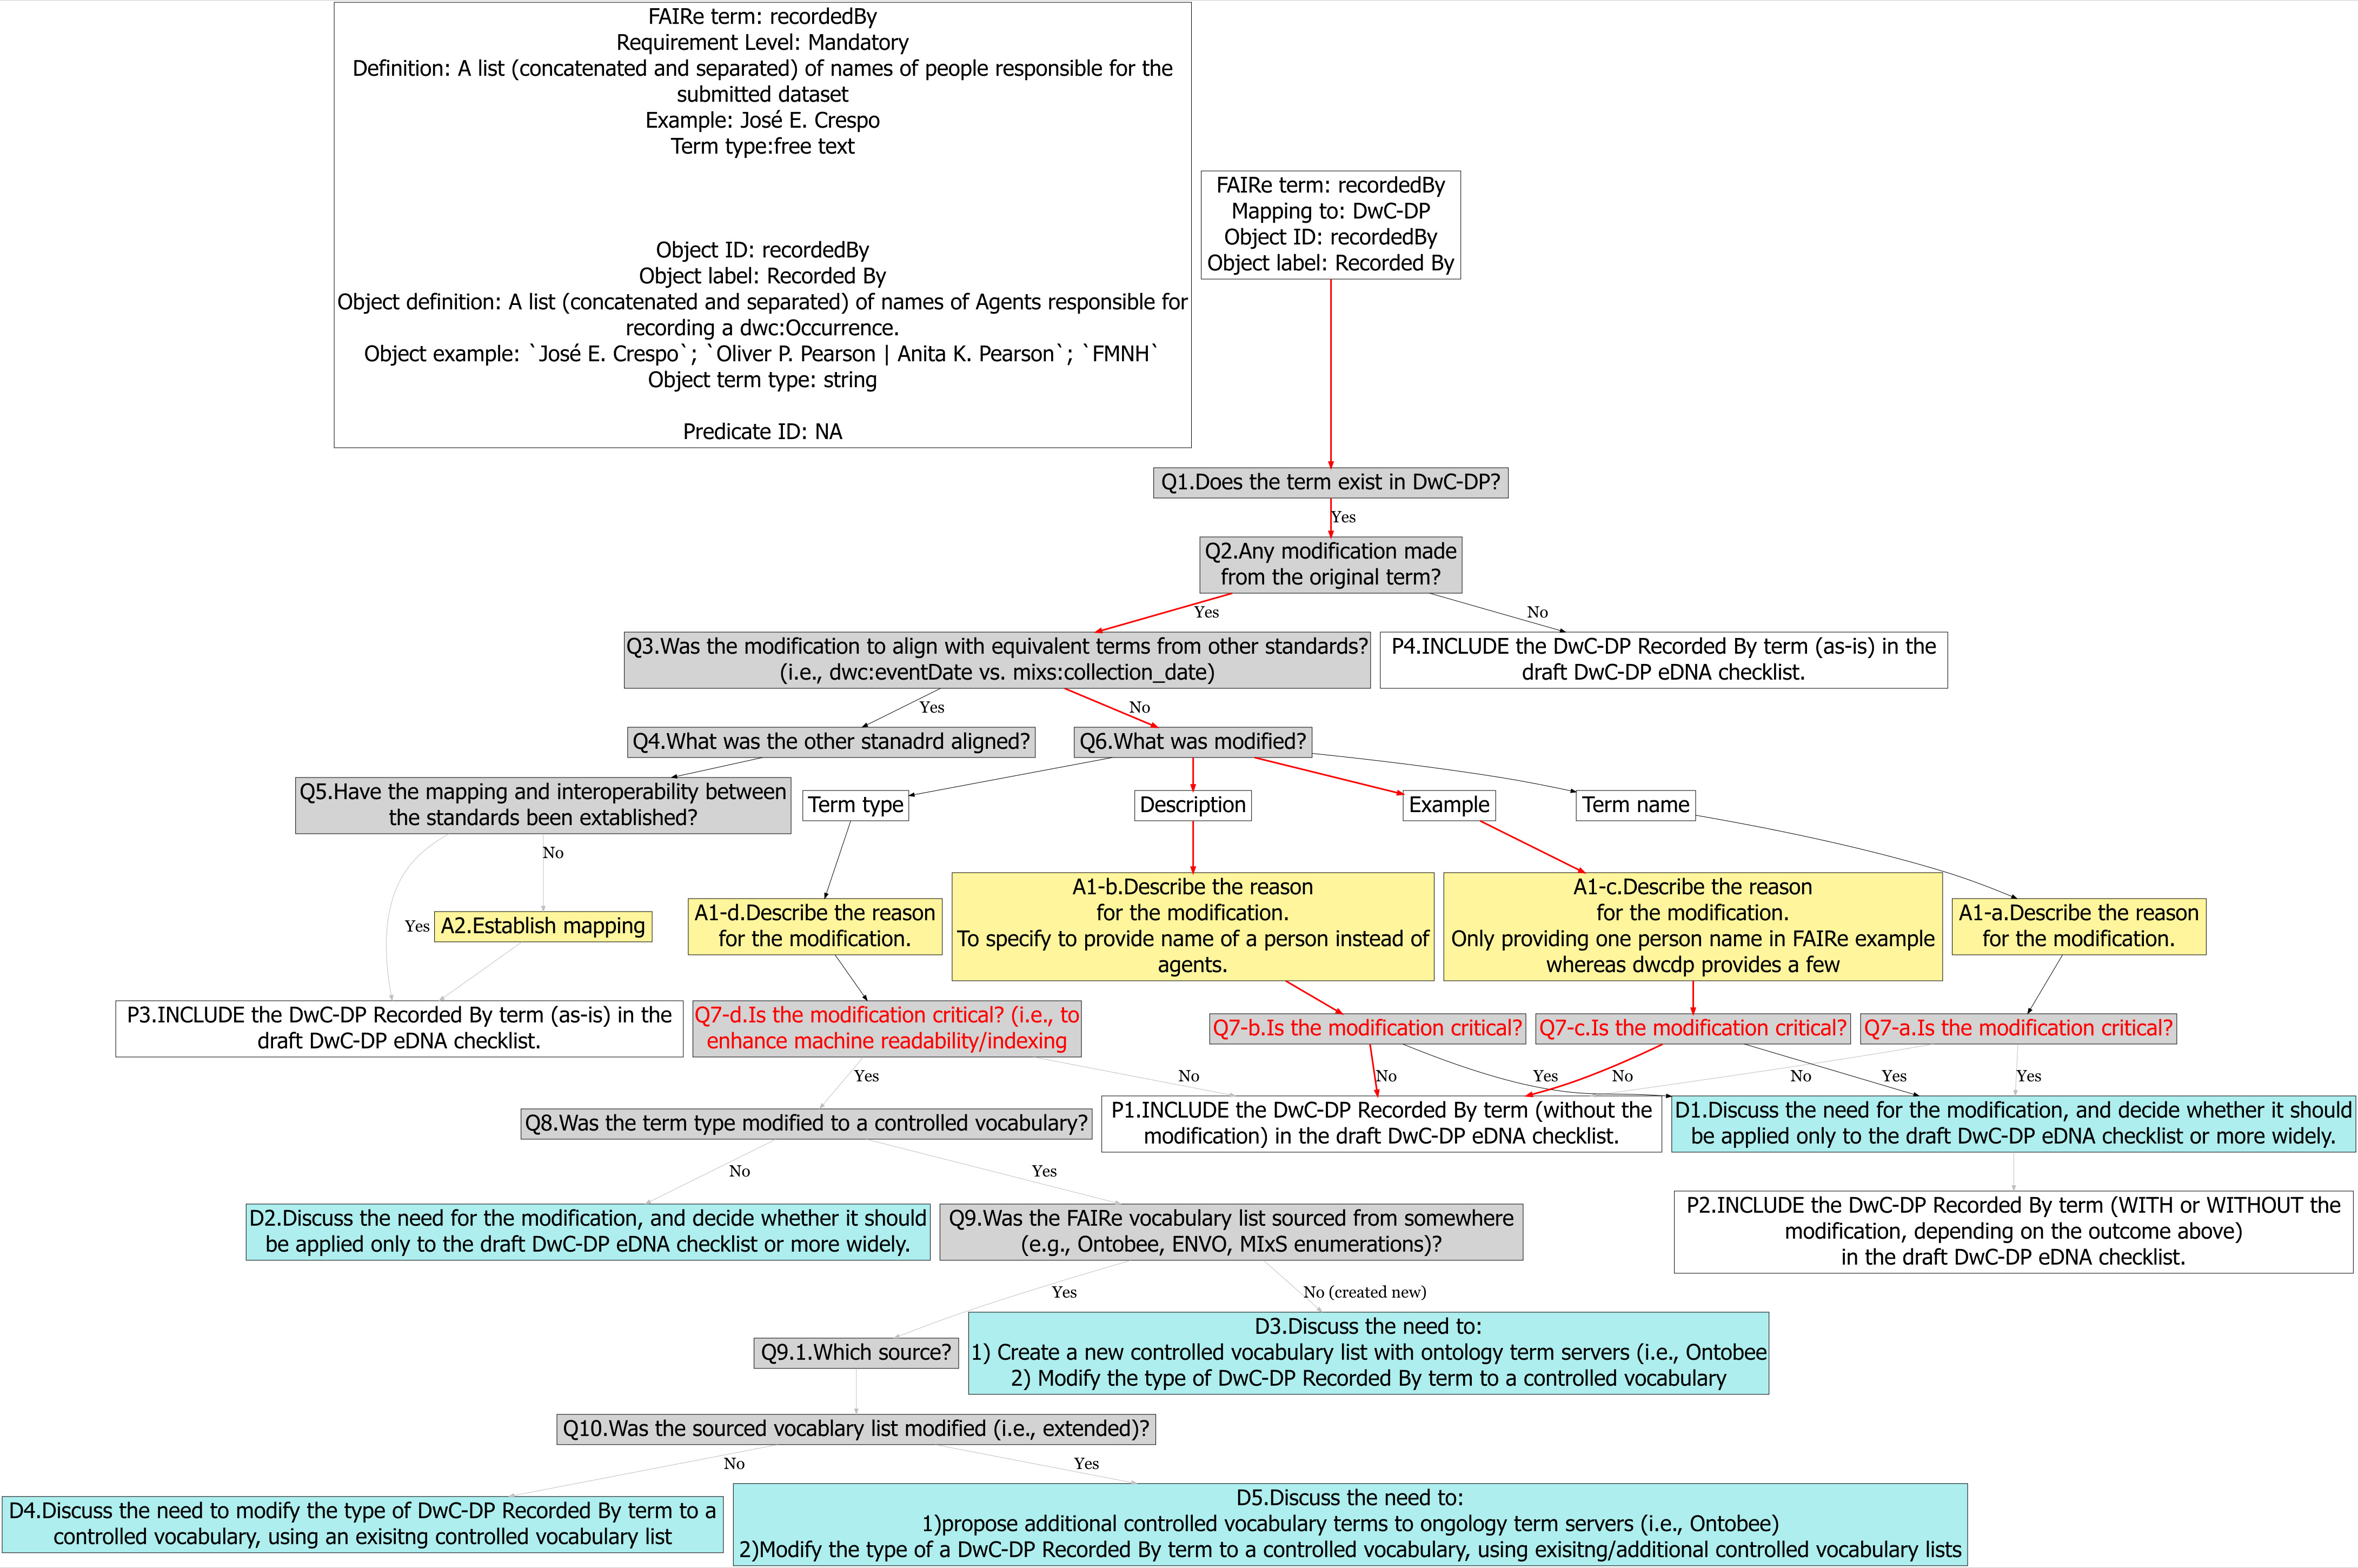 FAIRe term: recordedBy
Requirement Level: Mandatory
Definition: A list (concatenated and separated) of names of people responsible for the
submitted dataset
Example: José E. Crespo
Term type:free text
Object ID: recordedBy
Object label: Recorded By
Object definition: A list (concatenated and separated) of names of Agents responsible for
recording a dwc:Occurrence.
Object example: `José E. Crespo`; `Oliver P. Pearson | Anita K. Pearson`; `FMNH`
Object term type: string
Predicate ID: NA
FAIRe term: recordedBy
Mapping to: DwC-DP
Object ID: recordedBy
Object label: Recorded By
Q1.Does the term exist in DwC-DP?
Yes
Q2.Any modification made
from the original term?
Yes
No
Q3.Was the modification to align with equivalent terms from other standards?
(i.e., dwc:eventDate vs. mixs:collection_date)
P4.INCLUDE the DwC-DP Recorded By term (as-is) in the
draft DwC-DP eDNA checklist.
Yes
No
Q4.What was the other stanadrd aligned?
Q6.What was modified?
Q5.Have the mapping and interoperability between
the standards been extablished?
Term type
Description
Example
Term name
No
Yes
A2.Establish mapping
A1-d.Describe the reason
for the modification.
A1-b.Describe the reason
for the modification.
To specify to provide name of a person instead of
agents.
A1-c.Describe the reason
for the modification.
Only providing one person name in FAIRe example
whereas dwcdp provides a few
A1-a.Describe the reason
for the modification.
P3.INCLUDE the DwC-DP Recorded By term (as-is) in the
draft DwC-DP eDNA checklist.
Q7-d.Is the modification critical? (i.e., to
enhance machine readability/indexing
Q7-b.Is the modification critical?
Q7-c.Is the modification critical?
Q7-a.Is the modification critical?
Yes
No
No
Yes
No
No
Yes
Yes
Q8.Was the term type modified to a controlled vocabulary?
P1.INCLUDE the DwC-DP Recorded By term (without the
modification) in the draft DwC-DP eDNA checklist.
D1.Discuss the need for the modification, and decide whether it should
be applied only to the draft DwC-DP eDNA checklist or more widely.
No
Yes
D2.Discuss the need for the modification, and decide whether it should
be applied only to the draft DwC-DP eDNA checklist or more widely.
Q9.Was the FAIRe vocabulary list sourced from somewhere
(e.g., Ontobee, ENVO, MIxS enumerations)?
P2.INCLUDE the DwC-DP Recorded By term (WITH or WITHOUT the
modification, depending on the outcome above)
in the draft DwC-DP eDNA checklist.
Yes
No (created new)
Q9.1.Which source?
D3.Discuss the need to:
1) Create a new controlled vocabulary list with ontology term servers (i.e., Ontobee
2) Modify the type of DwC-DP Recorded By term to a controlled vocabulary
Q10.Was the sourced vocablary list modified (i.e., extended)?
No
Yes
D4.Discuss the need to modify the type of DwC-DP Recorded By term to a
controlled vocabulary, using an exisitng controlled vocabulary list
D5.Discuss the need to:
1)propose additional controlled vocabulary terms to ongology term servers (i.e., Ontobee)
2)Modify the type of a DwC-DP Recorded By term to a controlled vocabulary, using exisitng/additional controlled vocabulary lists